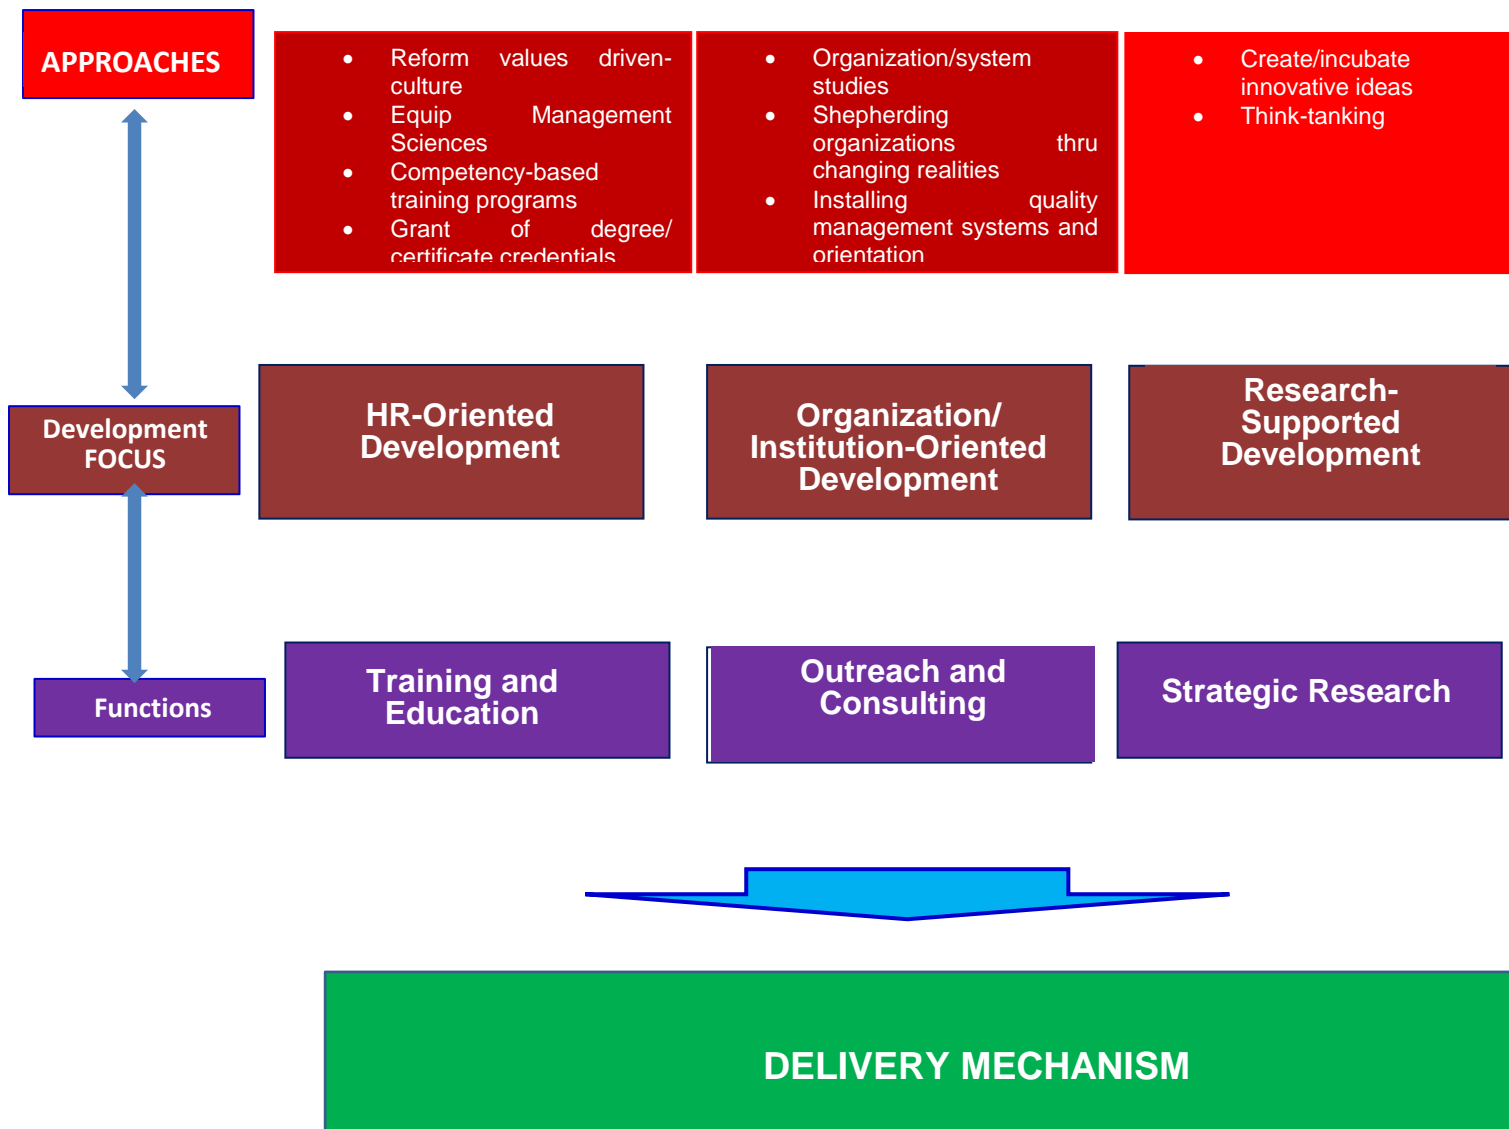 APPROACHES
• Reform values driven-
culture
• Equip Management
Sciences
• Competency-based
training programs
• Grant of degree/
certificate credentials
• Organization/system
studies
• Shepherding
organizations thru
changing realities
• Installing quality
management systems and
orientation
• Create/incubate
innovative ideas
• Think-tanking
Development
FOCUS
HR-Oriented
Development
Organization/
Institution-Oriented
Development
Research-
Supported
Development
Functions
Training and
Education
Outreach and
Consulting
Strategic Research
DELIVERY MECHANISM